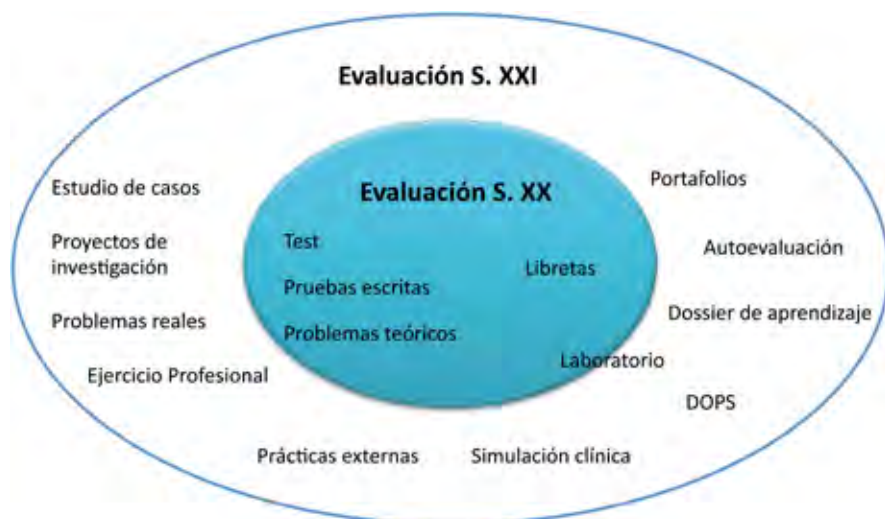 Evaluación S. XXI
Evaluación S. XX
Estudio de casos
Proyectos de
investigación
Problemas reales
Ejercicio Profesional
Test
Pruebas escritas
Problemas teóricos
Libretas
Laboratorio
Portafolios
Autoevaluación
Dossier de aprendizaje
DOPS
Prácticas externas
Simulación clínica